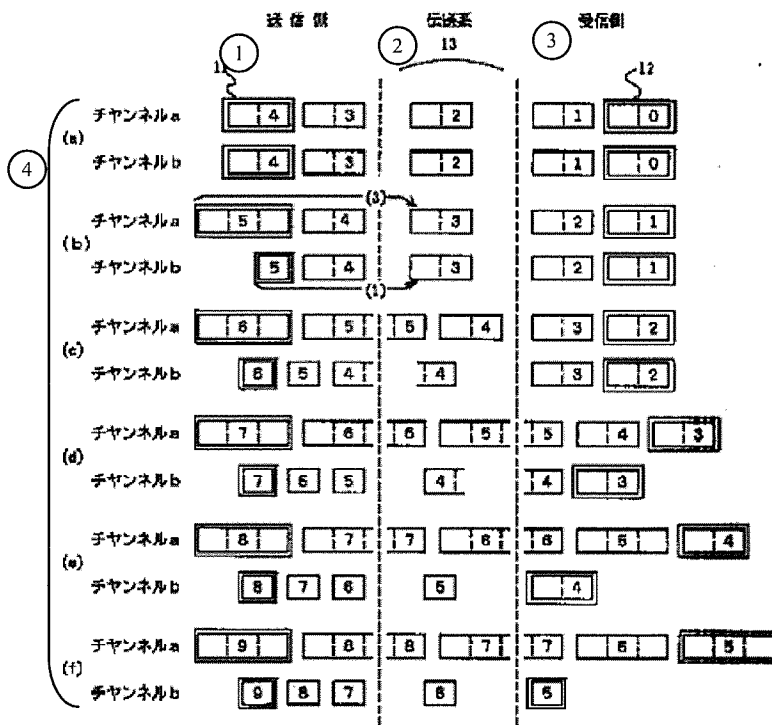 送信側 伝送系 受信側
1 2 3
13
11 12
4
(a)
チャンネルa 4 3 2 1 0
チャンネルb 4 3 2 1 0
(3)
(b)
チャンネルa 5 4 3 2 1
チャンネルb 5 4 3 2 1
(1)
(c)
チャンネルa 6 5 5 4 3 2
チャンネルb 6 5 4 4 3 2
(d)
チャンネルa 7 6 6 5 5 4 3
チャンネルb 7 6 5 4 4 3
(e)
チャンネルa 8 7 7 6 6 5 4
チャンネルb 8 7 6 5 4
(f)
チャンネルa 9 8 8 7 7 6 5
チャンネルb 9 8 7 6 5